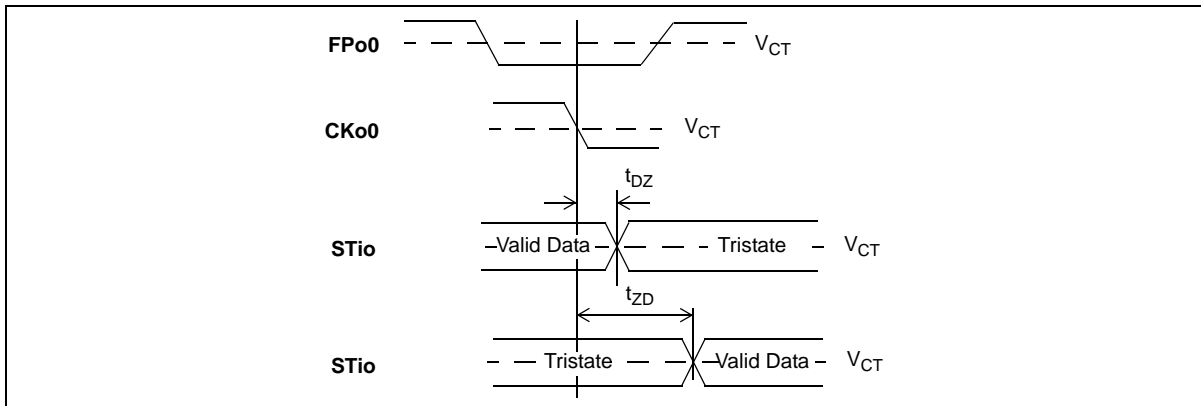 FPo0
V_CT
CKo0
V_CT
t_DZ
STio
Valid Data
Tristate
V_CT
t_ZD
STio
Tristate
Valid Data
V_CT